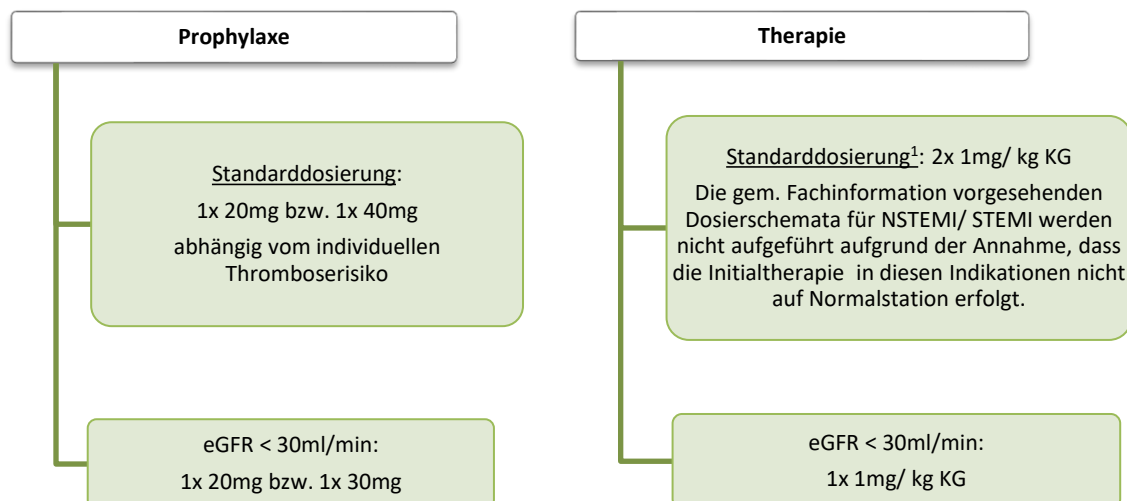 Prophylaxe
Standarddosierung:
1x 20mg bzw. 1x 40mg
abhängig vom individuellen
Thromboserisiko
eGFR < 30ml/min:
1x 20mg bzw. 1x 30mg
Therapie
Standarddosierung¹: 2x 1mg/ kg KG
Die gem. Fachinformation vorgesehenden
Dosierschemata für NSTEMI/ STEMI werden
nicht aufgeführt aufgrund der Annahme, dass
die Initialtherapie  in diesen Indikationen nicht
auf Normalstation erfolgt.
eGFR < 30ml/min:
1x 1mg/ kg KG